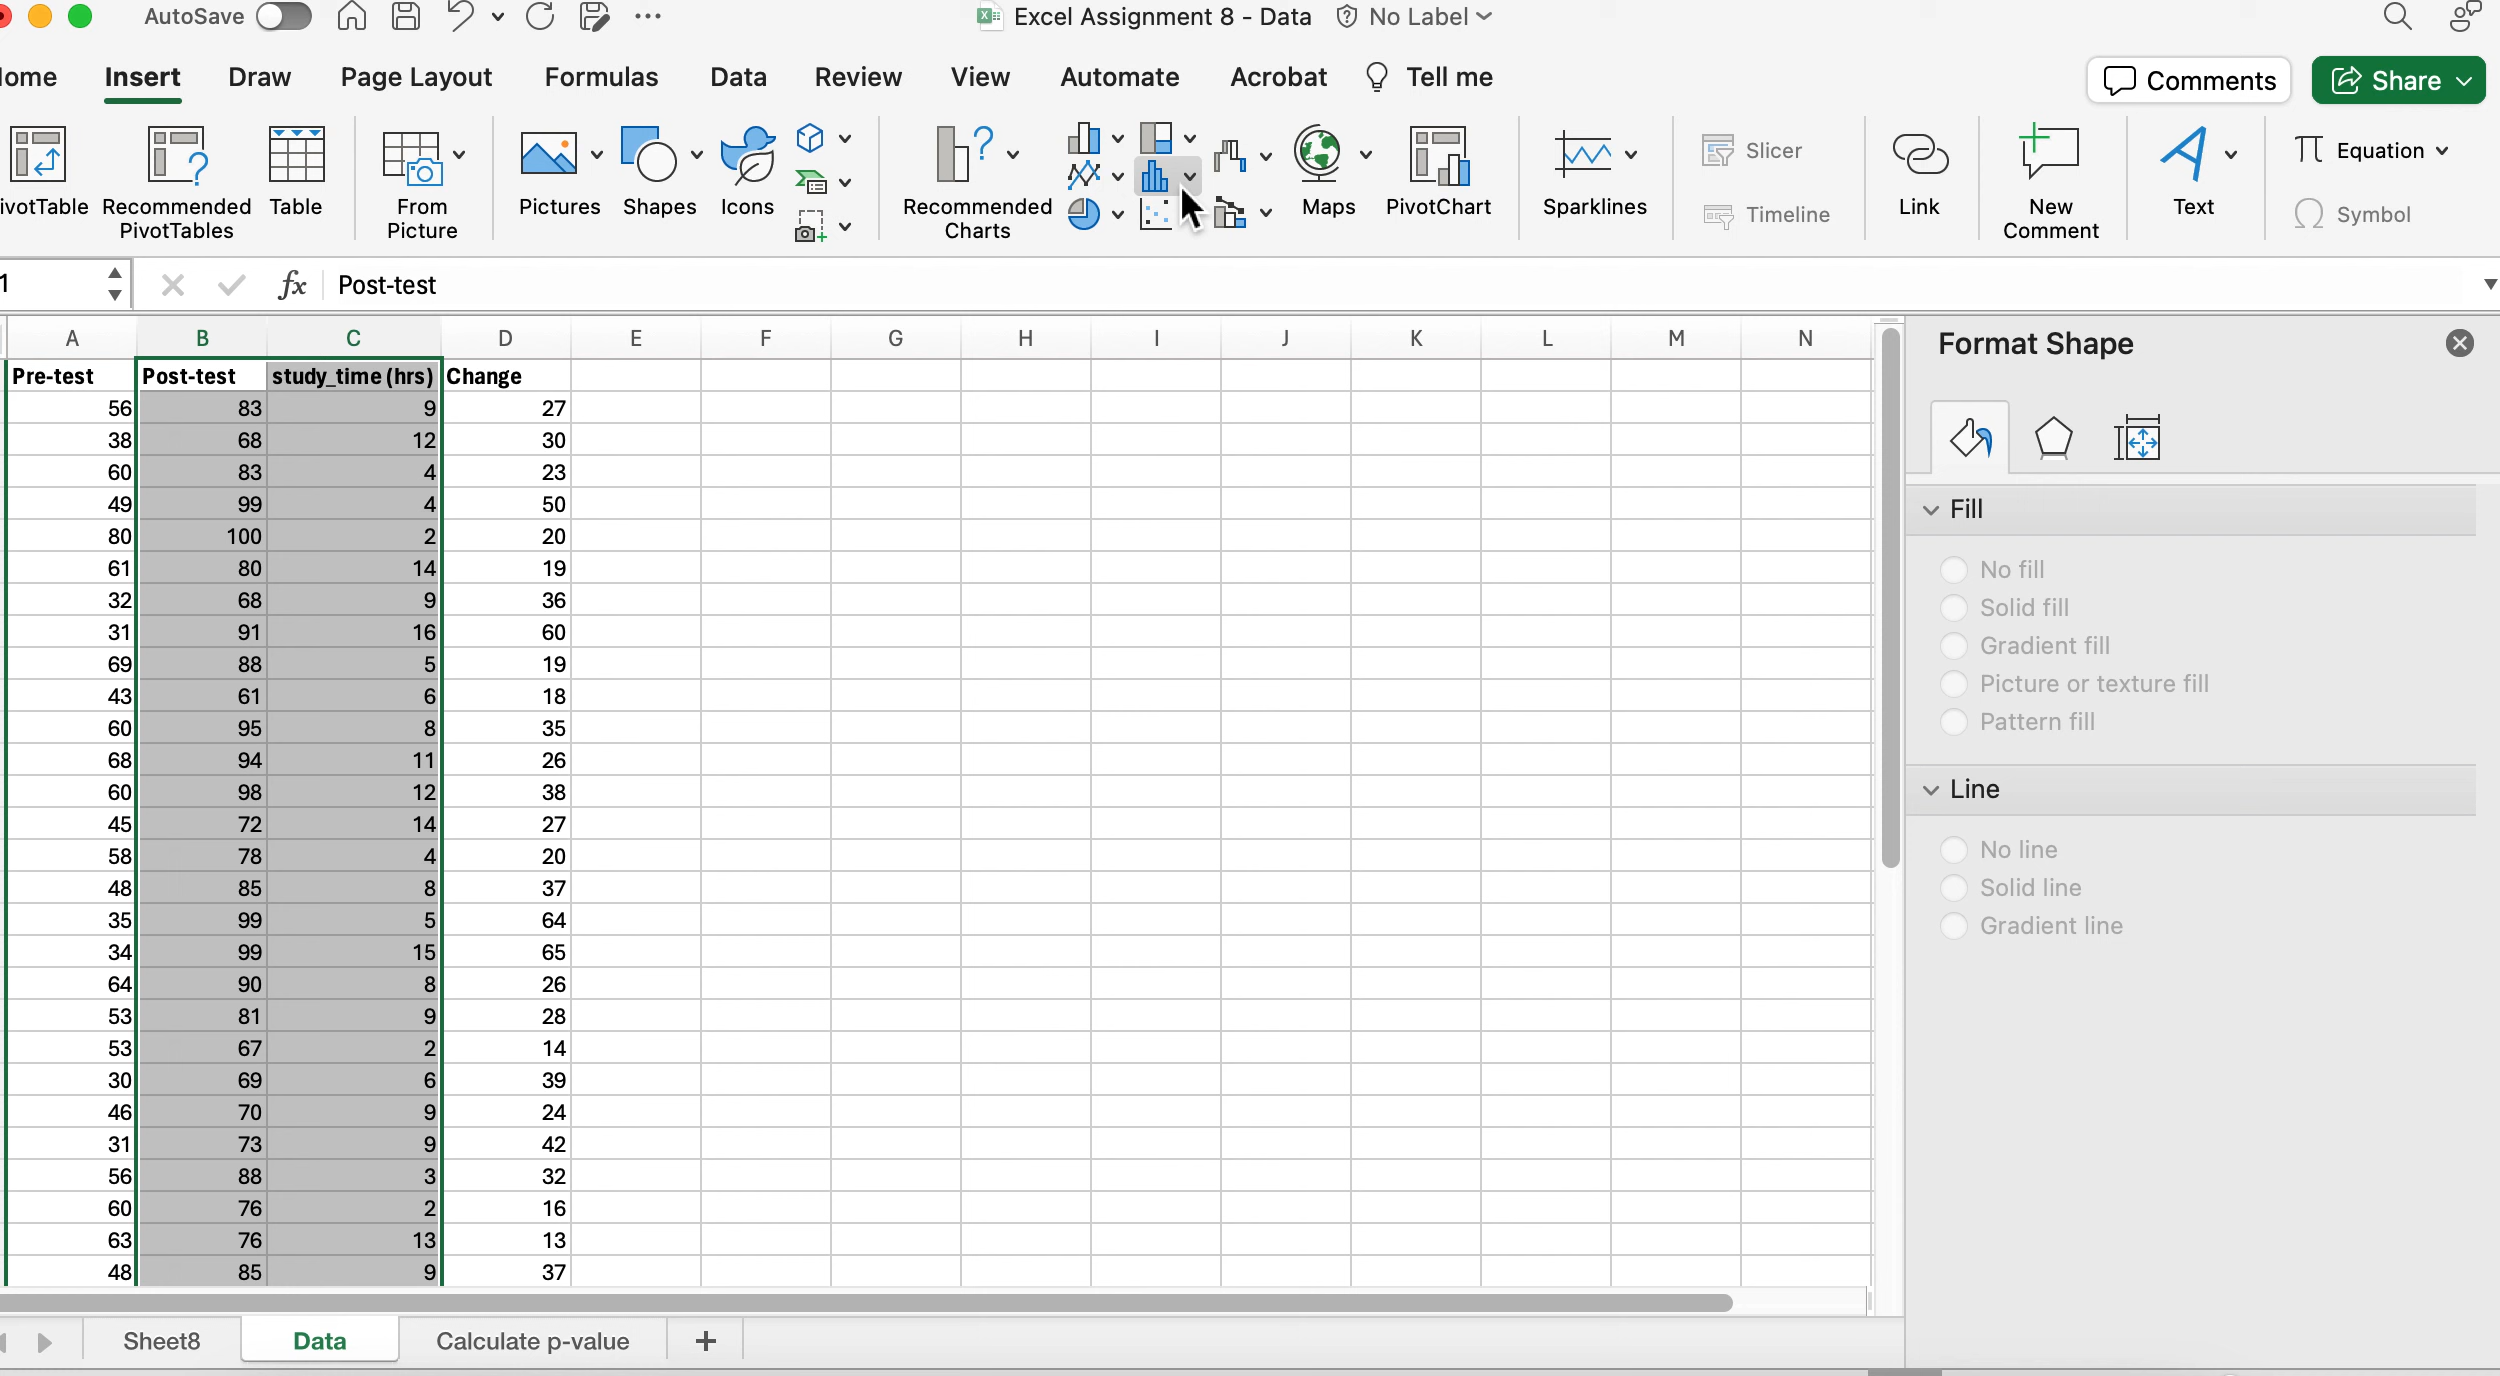 AutoSave Excel Assignment 8 - Data No Label
ome Insert Draw Page Layout Formulas Data Review View Automate Acrobat Tell me Comments Share
ivotTable Recommended PivotTables Table From Picture Pictures Shapes Icons Recommended Charts Maps PivotChart Sparklines Slicer Timeline Link New Comment Text Equation Symbol
1 fx Post-test
A B C D E F G H I J K L M N
Pre-test Post-test study_time (hrs) Change
56 83 9 27
38 68 12 30
60 83 4 23
49 99 4 50
80 100 2 20
61 80 14 19
32 68 9 36
31 91 16 60
69 88 5 19
43 61 6 18
60 95 8 35
68 94 11 26
60 98 12 38
45 72 14 27
58 78 4 20
48 85 8 37
35 99 5 64
34 99 15 65
64 90 8 26
53 81 9 28
53 67 2 14
30 69 6 39
46 70 9 24
31 73 9 42
56 88 3 32
60 76 2 16
63 76 13 13
48 85 9 37
Format Shape
Fill
No fill
Solid fill
Gradient fill
Picture or texture fill
Pattern fill
Line
No line
Solid line
Gradient line
Sheet8 Data Calculate p-value +